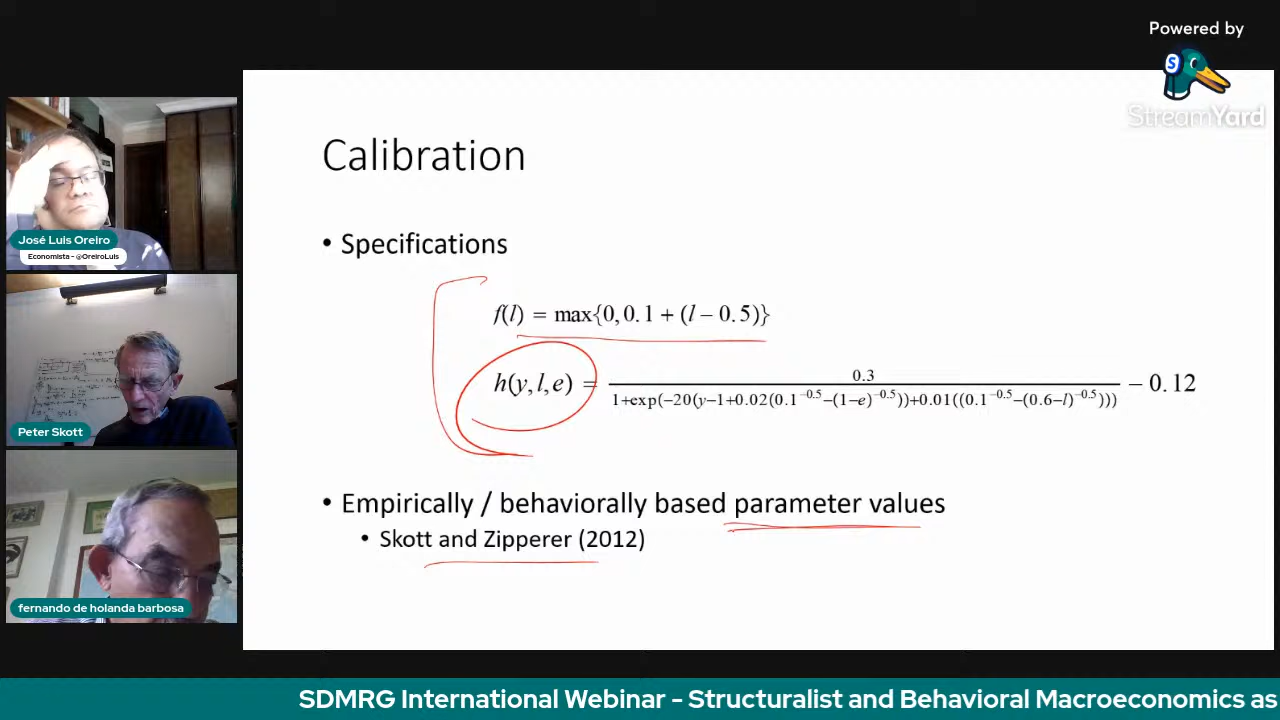 Powered by
StreamYard
Calibration
• Specifications
f(l) = max{0, 0.1 + (l – 0.5)}
h(y, l, e) = 0.3 / 1+exp(−20(y−1+0.02(0.1^−0.5−(1−e)^−0.5))+0.01((0.1^−0.5−(0.6−l)^−0.5))) – 0.12
• Empirically / behaviorally based parameter values
• Skott and Zipperer (2012)
José Luis Oreiro
Economista - @OreiroLuis
Peter Skott
fernando de holanda barbosa
SDMRG International Webinar - Structuralist and Behavioral Macroeconomics as